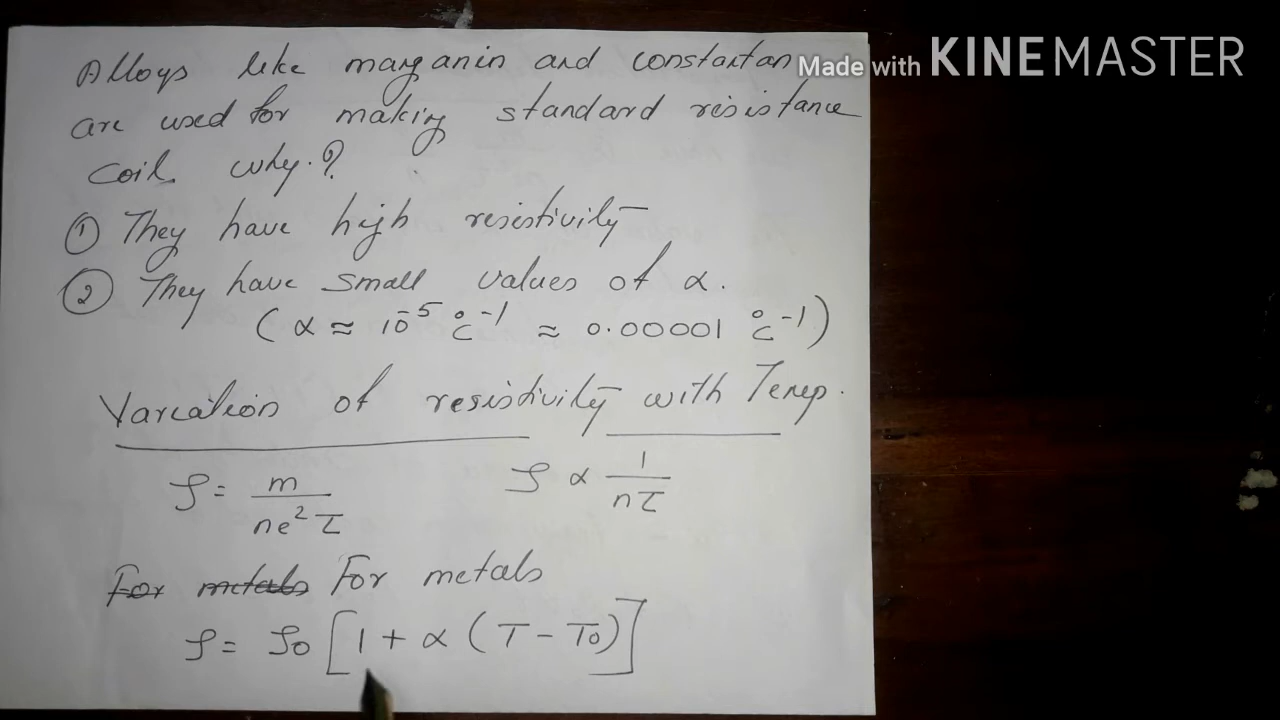 Alloys like manganin and constantan
Made with KINEMASTER
are used for making standard resistance
coil why.?
① They have high resistivity
② They have small values of α.
(α ≈ 10⁻⁵ °C⁻¹ ≈ 0.00001 °C⁻¹)
Variation of resistivity with Temp.
ρ = m / ne²τ ρ ∝ 1 / nτ
For metals For metals
ρ = ρ₀ [1 + α (T - T₀)]